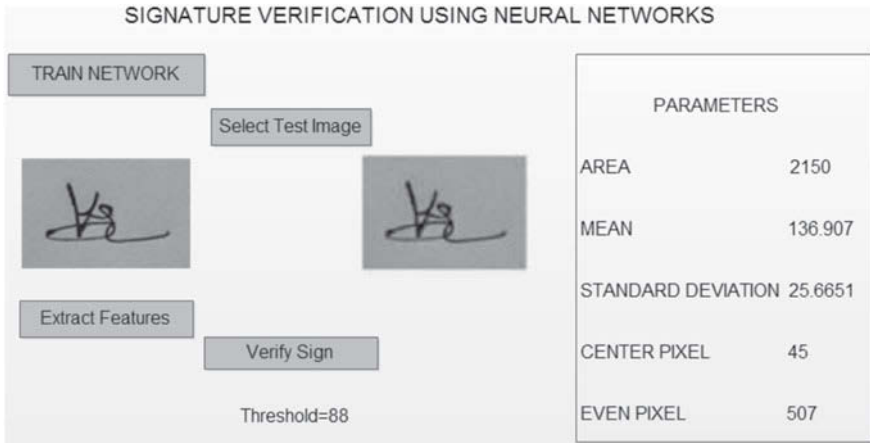 SIGNATURE VERIFICATION USING NEURAL NETWORKS
TRAIN NETWORK
Select Test Image
Extract Features
Verify Sign
Threshold=88
PARAMETERS
AREA 2150
MEAN 136.907
STANDARD DEVIATION 25.6651
CENTER PIXEL 45
EVEN PIXEL 507